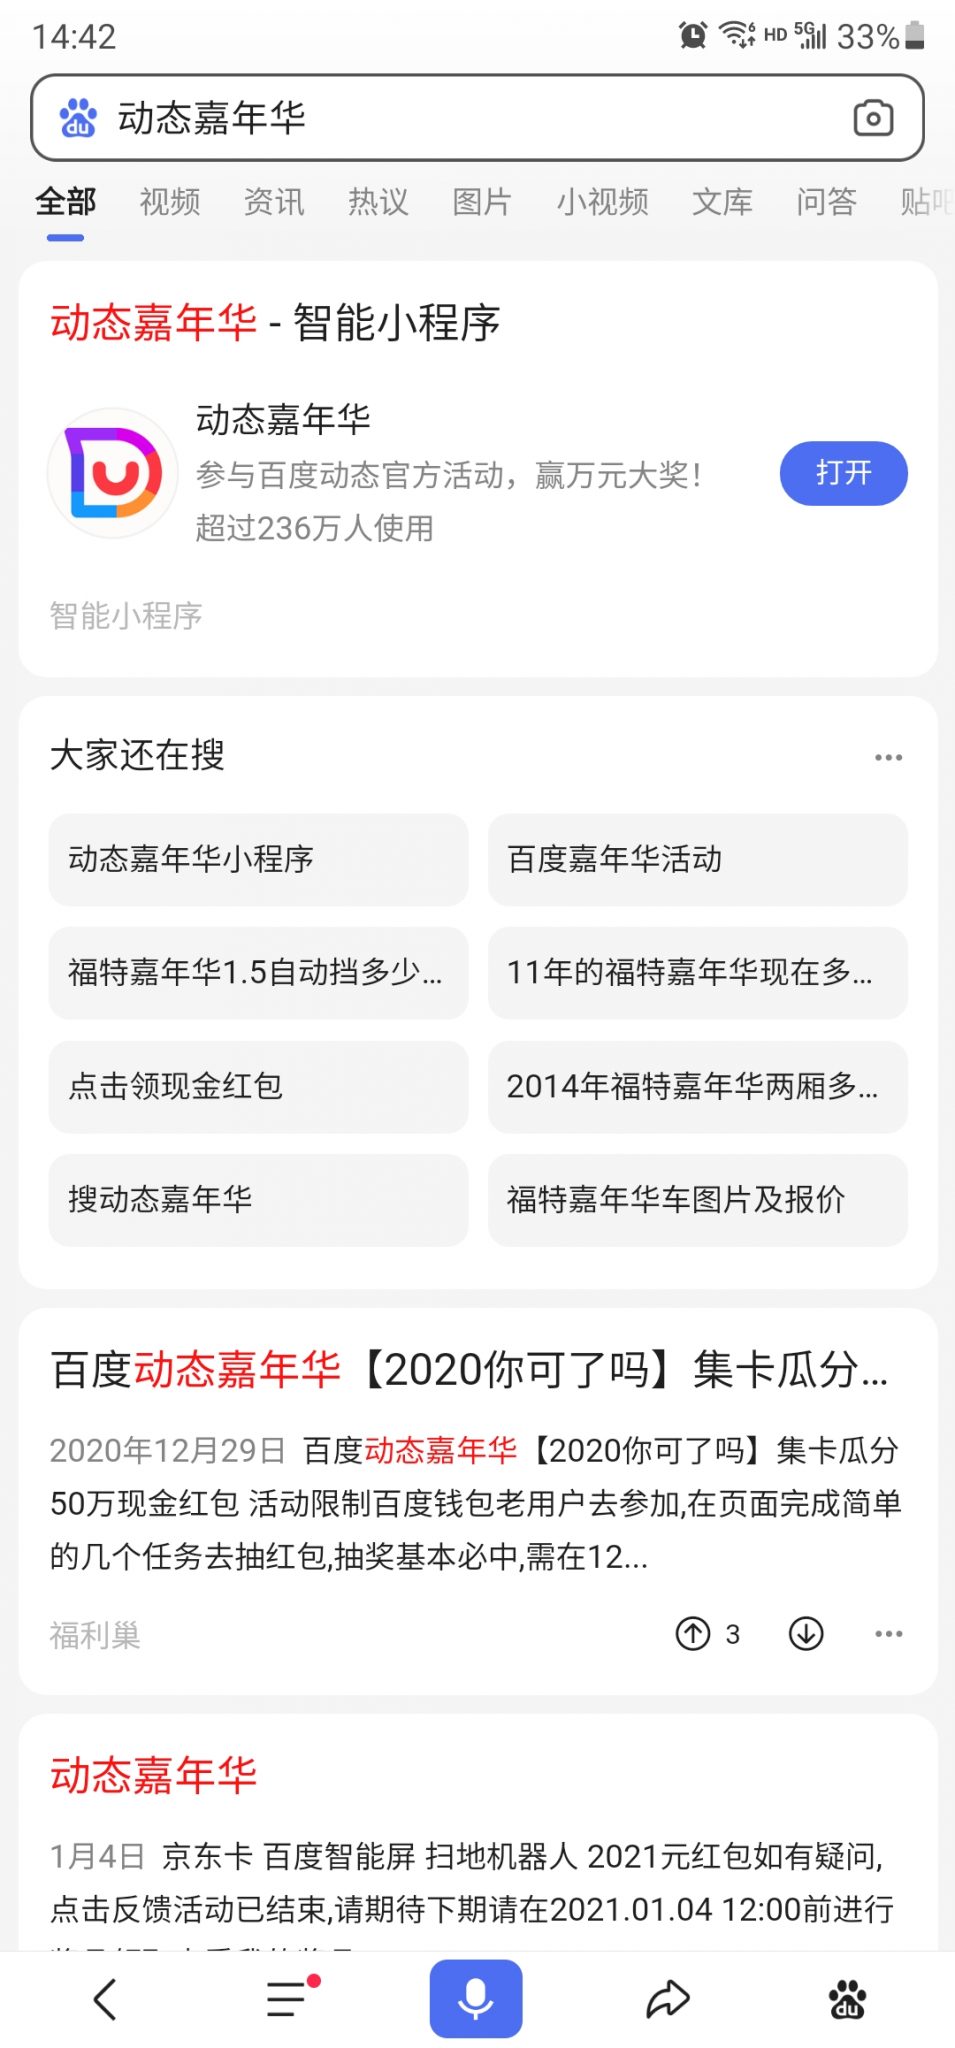 14:42
HD 5G 33%
du 动态嘉年华
全部 视频 资讯 热议 图片 小视频 文库 问答 贴吧
动态嘉年华 - 智能小程序
动态嘉年华
参与百度动态官方活动，赢万元大奖！
打开
超过236万人使用
智能小程序
大家还在搜
动态嘉年华小程序 百度嘉年华活动
福特嘉年华1.5自动挡多少... 11年的福特嘉年华现在多...
点击领现金红包 2014年福特嘉年华两厢多...
搜动态嘉年华 福特嘉年华车图片及报价
百度动态嘉年华【2020你可了吗】集卡瓜分...
2020年12月29日 百度动态嘉年华【2020你可了吗】集卡瓜分
50万现金红包 活动限制百度钱包老用户去参加,在页面完成简单
的几个任务去抽红包,抽奖基本必中,需在12...
福利巢 3
动态嘉年华
1月4日 京东卡 百度智能屏 扫地机器人 2021元红包如有疑问,
点击反馈活动已结束,请期待下期请在2021.01.04 12:00前进行
du